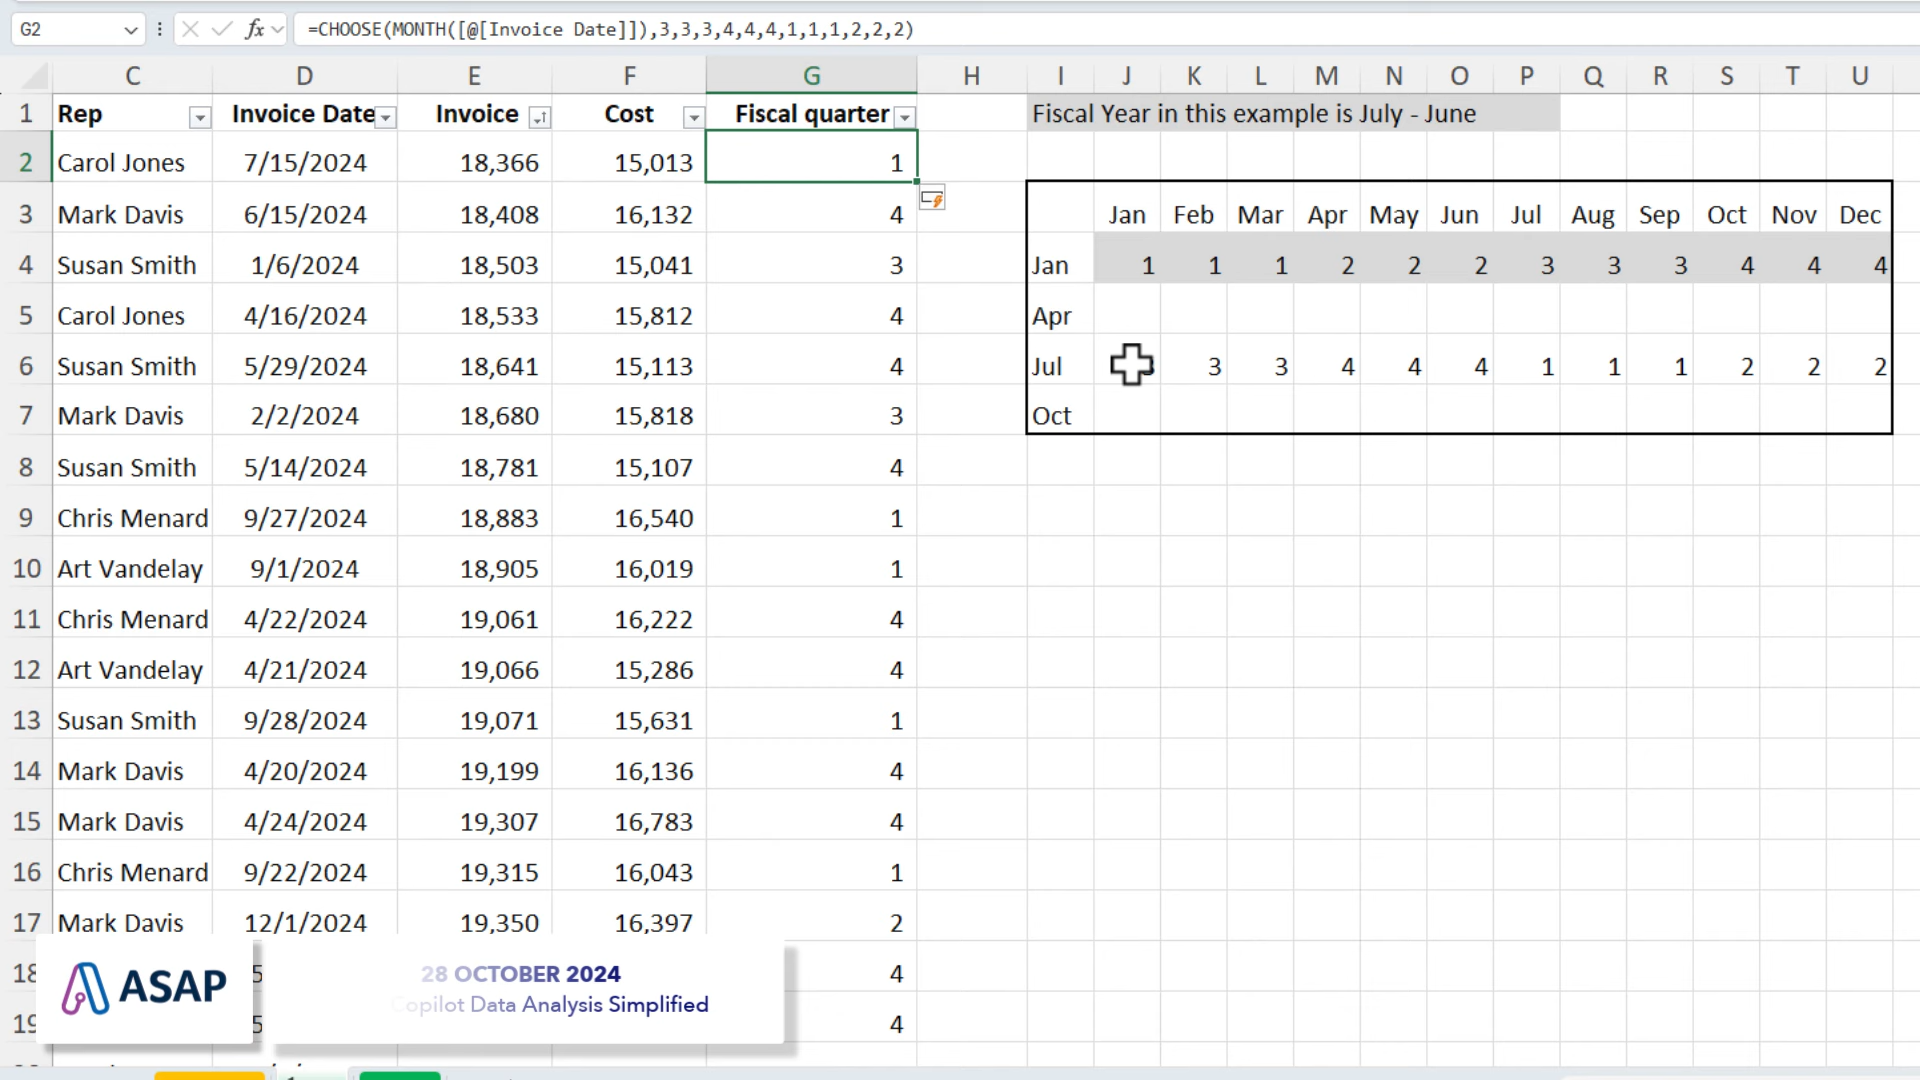 G2 fx =CHOOSE(MONTH([@[Invoice Date]]),3,3,3,4,4,4,1,1,1,2,2,2)
C D E F G H I J K L M N O P Q R S T U
1 Rep Invoice Date Invoice Cost Fiscal quarter Fiscal Year in this example is July - June
2 Carol Jones 7/15/2024 18,366 15,013 1
3 Mark Davis 6/15/2024 18,408 16,132 4 Jan Feb Mar Apr May Jun Jul Aug Sep Oct Nov Dec
4 Susan Smith 1/6/2024 18,503 15,041 3 Jan 1 1 1 2 2 2 3 3 3 4 4 4
5 Carol Jones 4/16/2024 18,533 15,812 4 Apr
6 Susan Smith 5/29/2024 18,641 15,113 4 Jul 3 3 4 4 4 1 1 1 2 2 2
7 Mark Davis 2/2/2024 18,680 15,818 3 Oct
8 Susan Smith 5/14/2024 18,781 15,107 4
9 Chris Menard 9/27/2024 18,883 16,540 1
10 Art Vandelay 9/1/2024 18,905 16,019 1
11 Chris Menard 4/22/2024 19,061 16,222 4
12 Art Vandelay 4/21/2024 19,066 15,286 4
13 Susan Smith 9/28/2024 19,071 15,631 1
14 Mark Davis 4/20/2024 19,199 16,136 4
15 Mark Davis 4/24/2024 19,307 16,783 4
16 Chris Menard 9/22/2024 19,315 16,043 1
17 Mark Davis 12/1/2024 19,350 16,397 2
18 5 4
19 5 4
ASAP
28 OCTOBER 2024
Copilot Data Analysis Simplified